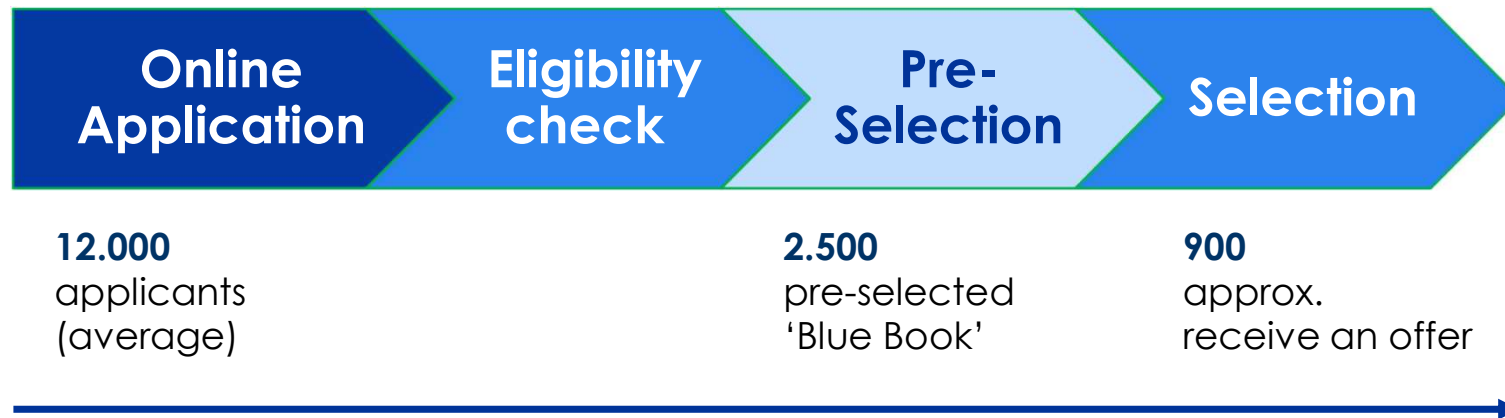 Online
Application
Eligibility
check
Pre-
Selection
Selection
12.000
applicants
(average)
2.500
pre-selected
‘Blue Book’
900
approx.
receive an offer